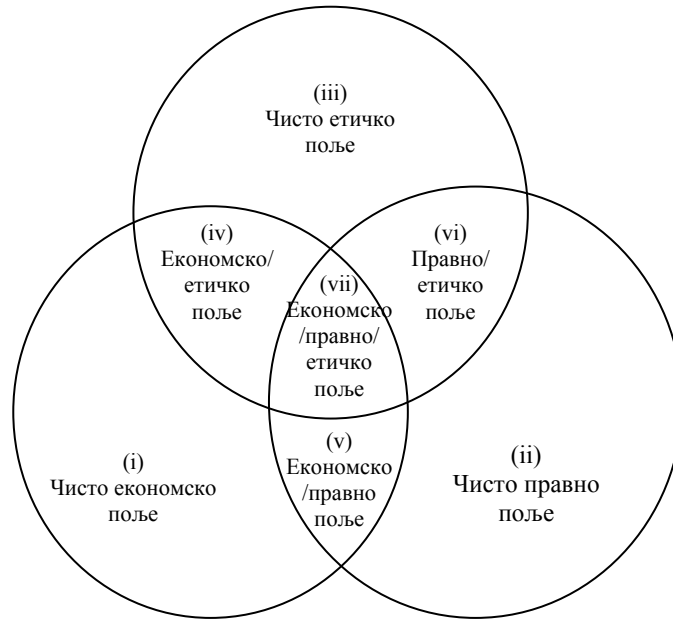 (iii)
Чисто етичко
поље
(iv)
Економско/
етичко
поље
(vi)
Правно/
етичко
поље
(vii)
Економско
/правно/
етичко
поље
(i)
Чисто економско
поље
(v)
Економско
/правно
поље
(ii)
Чисто правно
поље